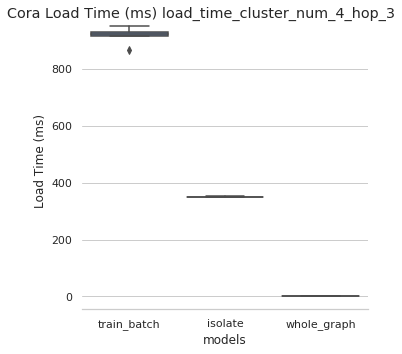 Cora Load Time (ms) load_time_cluster_num_4_hop_3
800
600
400
200
0
Load Time (ms)
train_batch
isolate
whole_graph
models